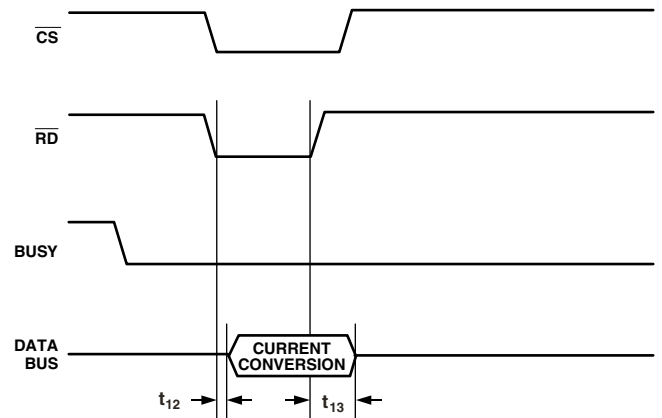 CS
RD
BUSY
DATA
BUS
CURRENT
CONVERSION
t12
t13